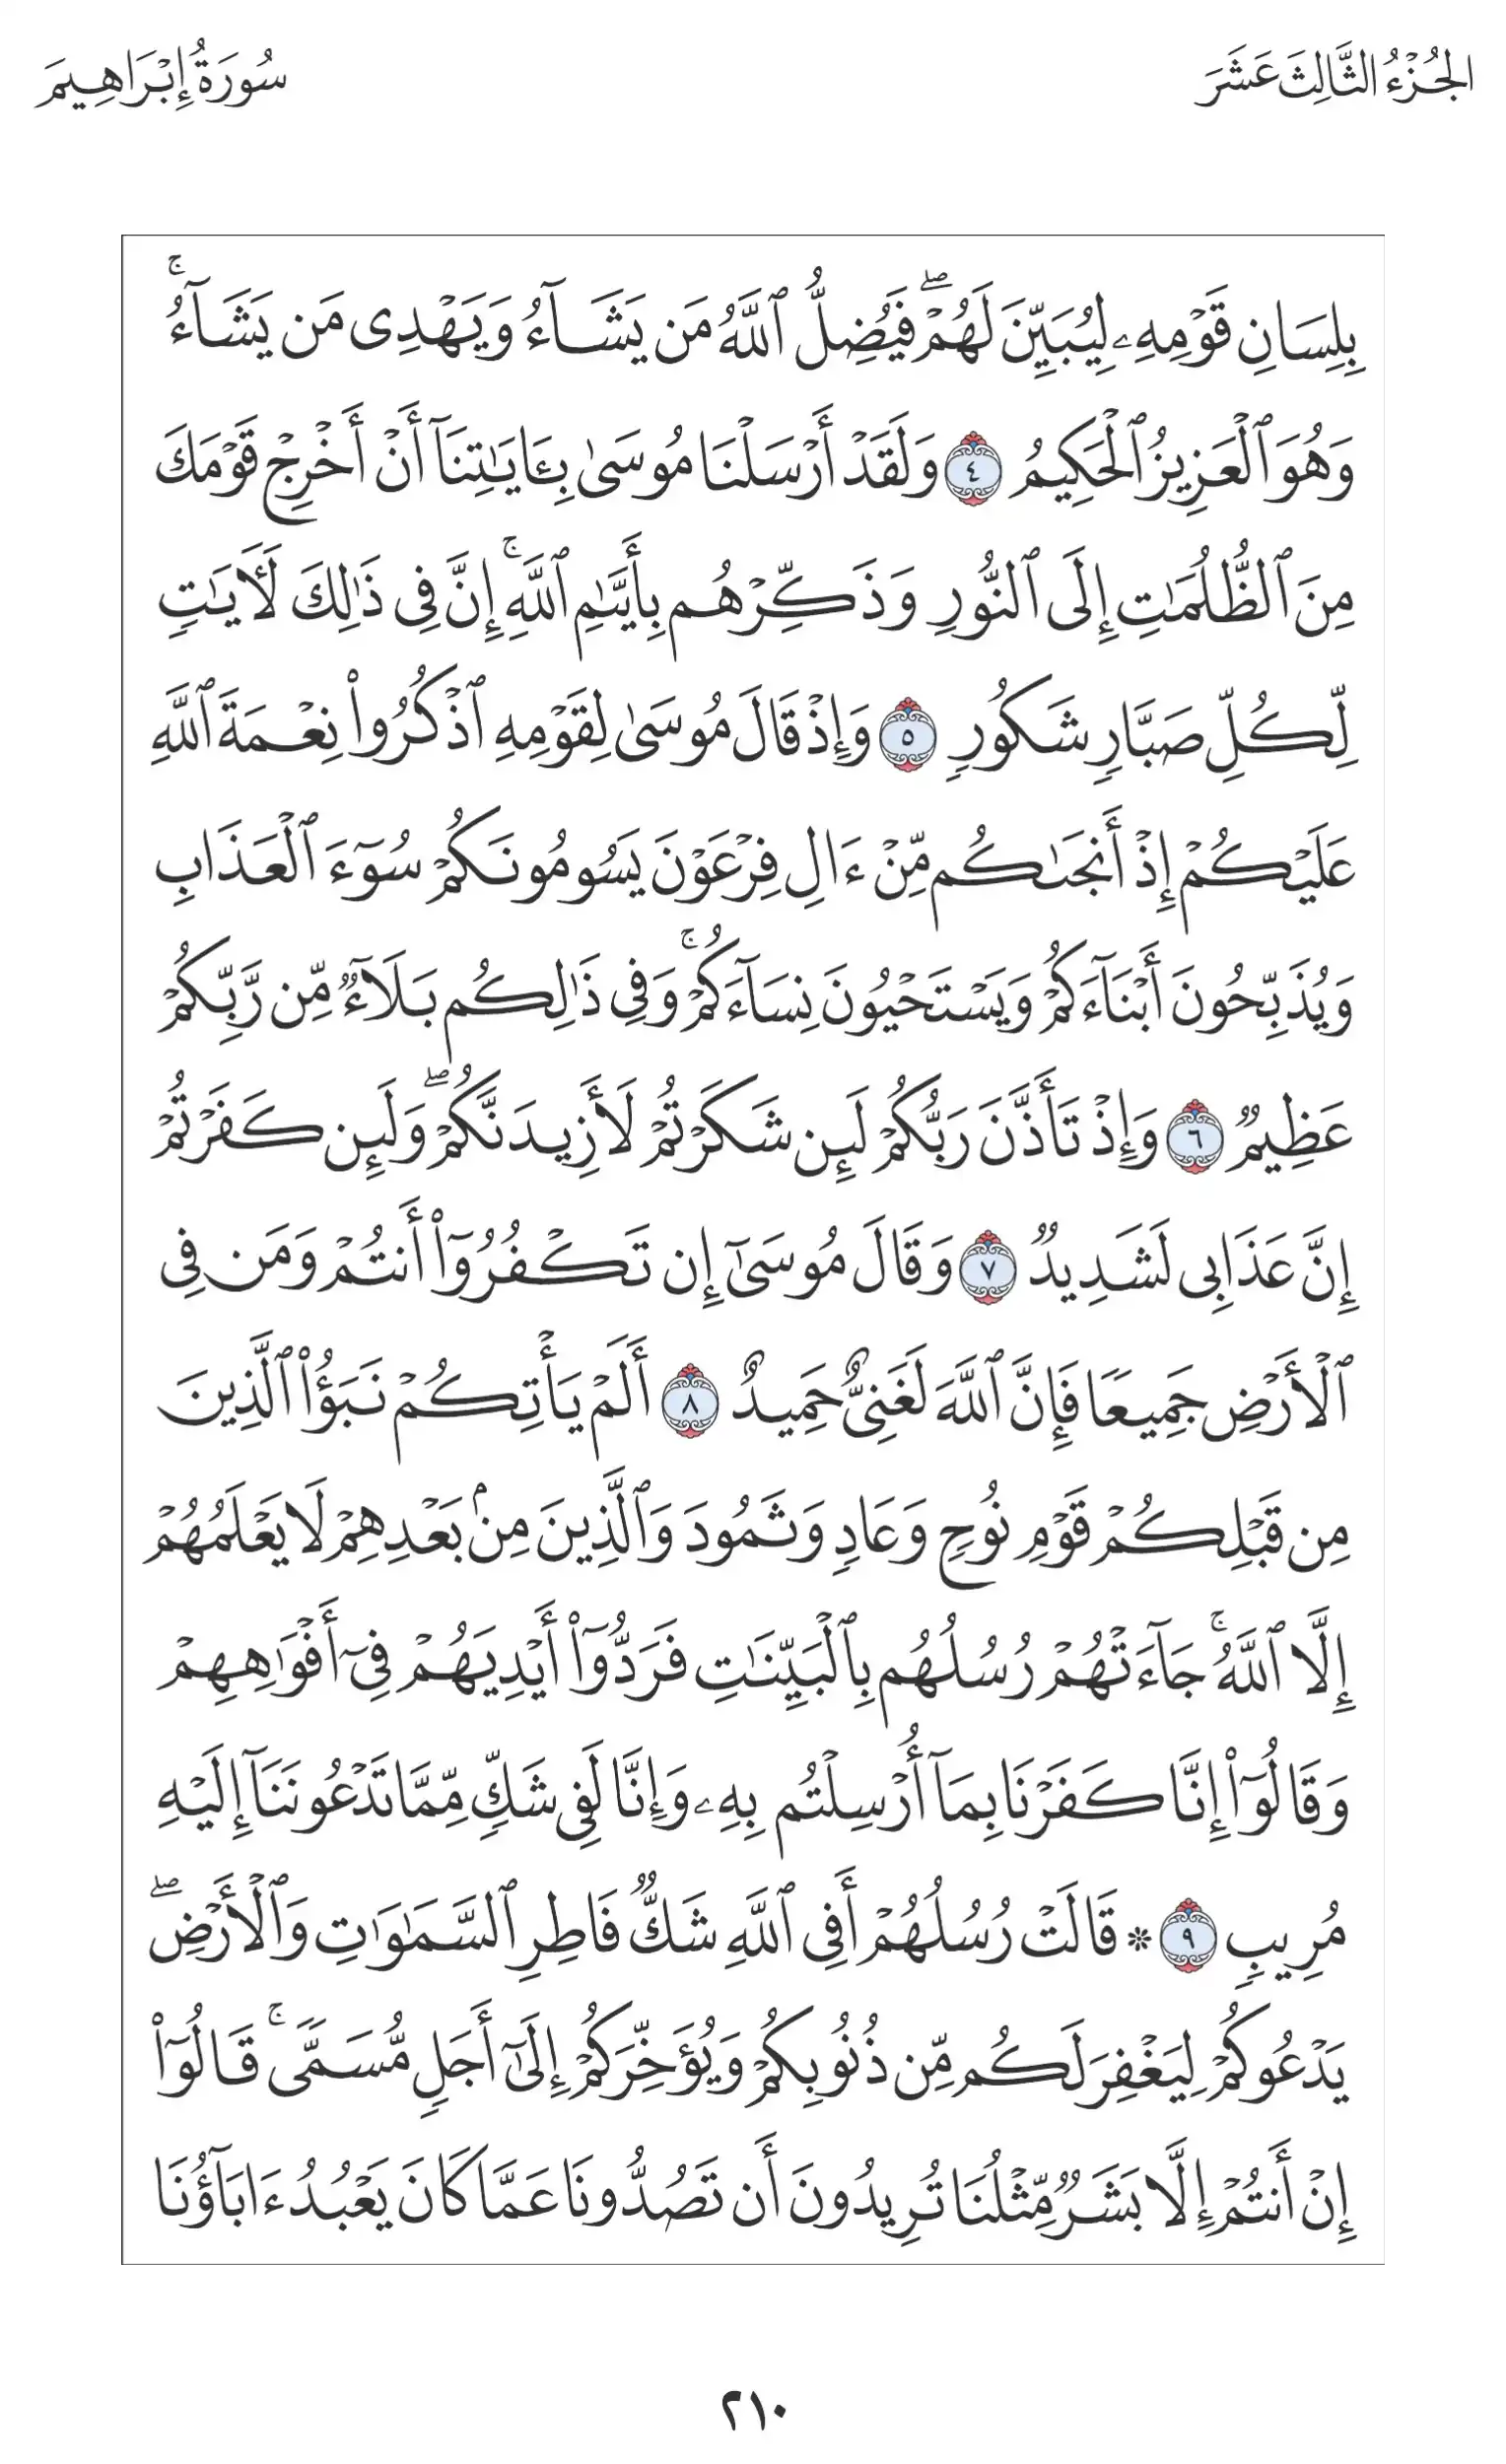 الجُزْءُ الثَّالِثَ عَشَرَ
سُورَةُ إِبْرَاهِيمَ
بِلِسَانِ قَوْمِهِۦ لِيُبَيِّنَ لَهُمْۖ فَيُضِلُّ ٱللَّهُ مَن يَشَآءُ وَيَهْدِى مَن يَشَآءُۚ
وَهُوَ ٱلْعَزِيزُ ٱلْحَكِيمُ ٤ وَلَقَدْ أَرْسَلْنَا مُوسَىٰ بِـَٔايَـٰتِنَآ أَنْ أَخْرِجْ قَوْمَكَ
مِنَ ٱلظُّلُمَـٰتِ إِلَى ٱلنُّورِ وَذَكِّرْهُم بِأَيَّىٰمِ ٱللَّهِۚ إِنَّ فِى ذَٰلِكَ لَـَٔايَـٰتٍ
لِّكُلِّ صَبَّارٍ شَكُورٍ ٥ وَإِذْ قَالَ مُوسَىٰ لِقَوْمِهِ ٱذْكُرُوا۟ نِعْمَةَ ٱللَّهِ
عَلَيْكُمْ إِذْ أَنجَىٰكُم مِّنْ ءَالِ فِرْعَوْنَ يَسُومُونَكُمْ سُوٓءَ ٱلْعَذَابِ
وَيُذَبِّحُونَ أَبْنَآءَكُمْ وَيَسْتَحْيُونَ نِسَآءَكُمْۚ وَفِى ذَٰلِكُم بَلَآءٌ مِّن رَّبِّكُمْ
عَظِيمٌ ٦ وَإِذْ تَأَذَّنَ رَبُّكُمْ لَئِن شَكَرْتُمْ لَأَزِيدَنَّكُمْۖ وَلَئِن كَفَرْتُمْ
إِنَّ عَذَابِى لَشَدِيدٌ ٧ وَقَالَ مُوسَىٰٓ إِن تَكْفُرُوٓا۟ أَنتُمْ وَمَن فِى
ٱلْأَرْضِ جَمِيعًا فَإِنَّ ٱللَّهَ لَغَنِىٌّ حَمِيدٌ ٨ أَلَمْ يَأْتِكُمْ نَبَؤُا۟ ٱلَّذِينَ
مِن قَبْلِكُمْ قَوْمِ نُوحٍ وَعَادٍ وَثَمُودَ وَٱلَّذِينَ مِنۢ بَعْدِهِمْ لَا يَعْلَمُهُمْ
إِلَّا ٱللَّهُۚ جَآءَتْهُمْ رُسُلُهُم بِٱلْبَيِّنَـٰتِ فَرَدُّوٓا۟ أَيْدِيَهُمْ فِىٓ أَفْوَٰهِهِمْ
وَقَالُوٓا۟ إِنَّا كَفَرْنَا بِمَآ أُرْسِلْتُم بِهِۦ وَإِنَّا لَفِى شَكٍّ مِّمَّا تَدْعُونَنَآ إِلَيْهِ
مُرِيبٍ ٩ * قَالَتْ رُسُلُهُمْ أَفِى ٱللَّهِ شَكٌّ فَاطِرِ ٱلسَّمَـٰوَٰتِ وَٱلْأَرْضِۖ
يَدْعُوكُمْ لِيَغْفِرَ لَكُم مِّن ذُنُوبِكُمْ وَيُؤَخِّرَكُمْ إِلَىٰٓ أَجَلٍ مُّسَمًّىۚ قَالُوٓا۟
إِنْ أَنتُمْ إِلَّا بَشَرٌ مِّثْلُنَا تُرِيدُونَ أَن تَصُدُّونَا عَمَّا كَانَ يَعْبُدُ ءَابَآؤُنَا
٢١٠